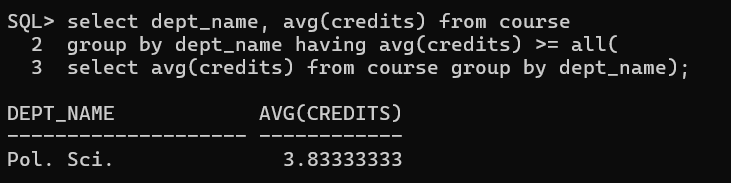 SQL> select dept_name, avg(credits) from course
  2  group by dept_name having avg(credits) >= all(
  3  select avg(credits) from course group by dept_name);

DEPT_NAME            AVG(CREDITS)
-------------------- ------------
Pol. Sci.              3.83333333